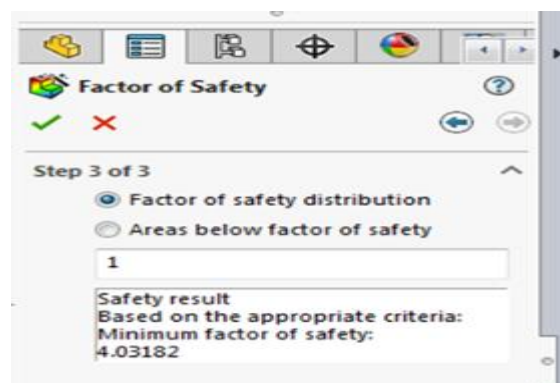 Factor of Safety
Step 3 of 3
Factor of safety distribution
Areas below factor of safety
1
Safety result
Based on the appropriate criteria:
Minimum factor of safety:
4.03182